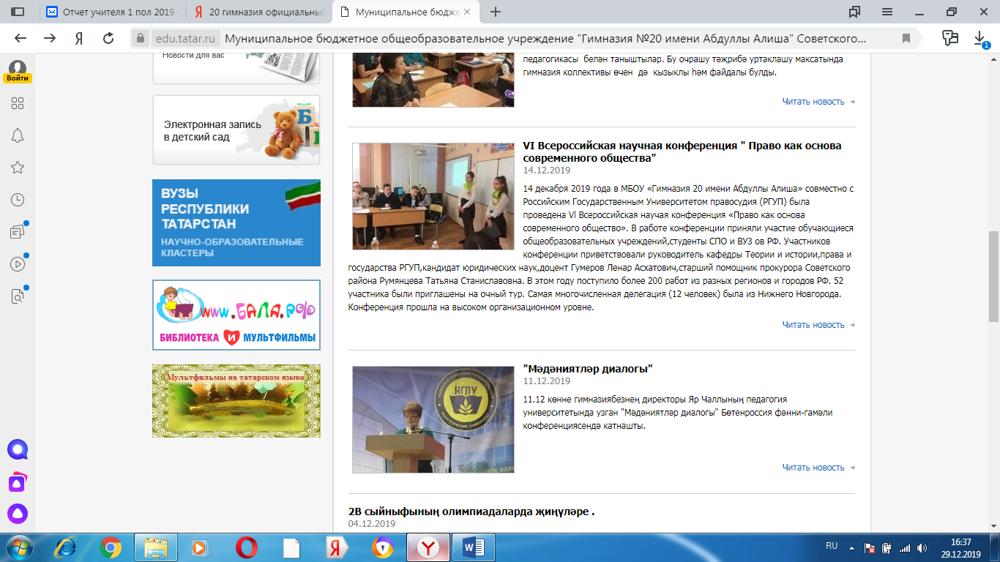 Отчет учителя 1 пол 2019
20 гимназия официальный
Муниципальное бюдже
edu.tatar.ru
Муниципальное бюджетное общеобразовательное учреждение "Гимназия №20 имени Абдуллы Алиша" Советского...
1
Войти
Новости для вас
Электронная запись
в детский сад
ВУЗЫ
РЕСПУБЛИКИ
ТАТАРСТАН
НАУЧНО-ОБРАЗОВАТЕЛЬНЫЕ
КЛАСТЕРЫ
www.БАЛА.РФ
БИБЛИОТЕКА И МУЛЬТФИЛЬМЫ
Мультфильмы на татарском языке
педагогикасы белән таныштылар. Бу очрашу тәҗрибә уртаклашу максатында
гимназия коллективы өчен дә кызыклы һәм файдалы булды.
Читать новость
VI Всероссийская научная конференция " Право как основа
современного общества"
14.12.2019
14 декабря 2019 года в МБОУ «Гимназия 20 имени Абдуллы Алиша» совместно с
Российским Государственным Университетом правосудия (РГУП) была
проведена Vl Всероссийская научая конференция «Право как основа
современного общество». В работе конференции приняли участие обучающиеся
общеобразовательных учреждений,студенты СПО и ВУЗ ов РФ. Участников
конференции приветствовали руководитель кафедры Теории и истории,права и
государства РГУП,кандидат юридических наук,доцент Гумеров Ленар Асхатович,старший помощник прокурора Советского
района Румянцева Татьяна Станиславовна. В этом году поступило более 200 работ из разных регионов и городов РФ. 52
участника были приглашены на очный тур. Самая многочисленная делегация (12 человек) была из Нижнего Новгорода.
Конференция прошла на высоком организационном уровне.
Читать новость
"Мәдәниятләр диалогы"
11.12.2019
11.12 көнне гимназиябезнең директоры Яр Чаллының педагогия
университетында узган "Мәдәниятләр диалогы" Бөтенроссия фәнни-гамәли
конференциясендә катнашты.
НГПУ
Читать новость
2В сыйныфының олимпиадаларда җиңүләре .
04.12.2019
RU
16:37
29.12.2019